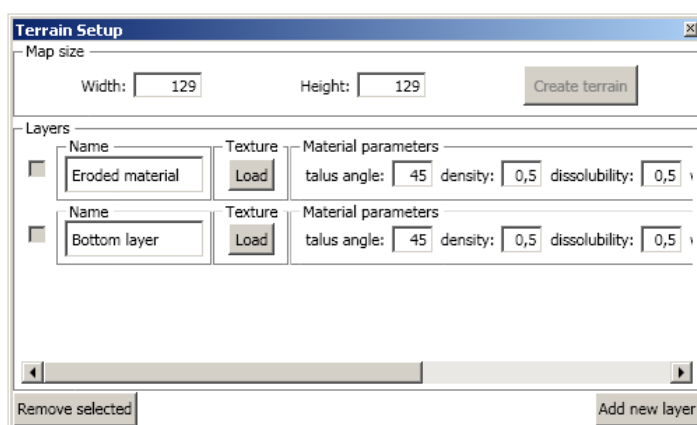 Terrain Setup
Map size
Width: 129 Height: 129 Create terrain
Layers
Name Texture Material parameters
Eroded material Load talus angle: 45 density: 0,5 dissolubility: 0,5
Name Texture Material parameters
Bottom layer Load talus angle: 45 density: 0,5 dissolubility: 0,5
Remove selected Add new layer